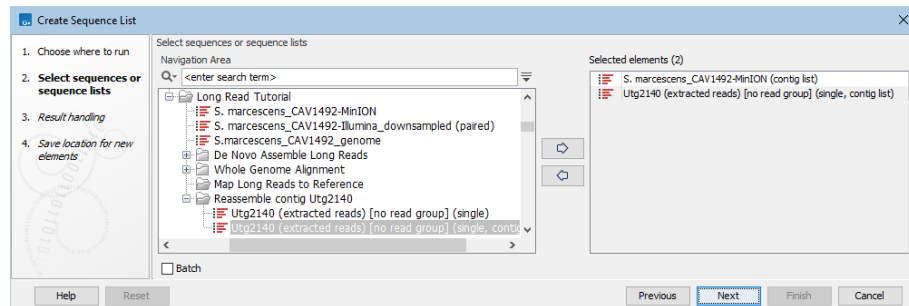 Create Sequence List
1. Choose where to run
2. Select sequences or
sequence lists
3. Result handling
4. Save location for new
elements
Select sequences or sequence lists
Navigation Area
<enter search term>
Long Read Tutorial
S. marcescens_CAV1492-MinION
S. marcescens_CAV1492-Illumina_downsampled (paired)
S.marcescens_CAV1492_genome
De Novo Assemble Long Reads
Whole Genome Alignment
Map Long Reads to Reference
Reassemble contig Utg2140
Utg2140 (extracted reads) [no read group] (single)
Utg2140 (extracted reads) [no read group] (single, contig
Batch
Selected elements (2)
S. marcescens_CAV1492-MinION (contig list)
Utg2140 (extracted reads) [no read group] (single, contig list)
Help Reset Previous Next Finish Cancel